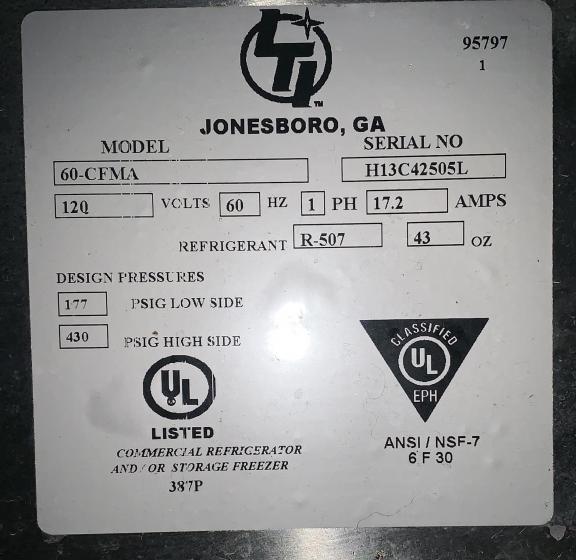 LTI
TM
95797
1
JONESBORO, GA
MODEL SERIAL NO
60-CFMA H13C42505L
120 VOLTS 60 HZ 1 PH 17.2 AMPS
REFRIGERANT R-507 43 OZ
DESIGN PRESSURES
177 PSIG LOW SIDE
430 PSIG HIGH SIDE
UL
LISTED
COMMERCIAL REFRIGERATOR
AND/OR STORAGE FREEZER
387P
CLASSIFIED
UL
EPH
ANSI / NSF-7
6 F 30